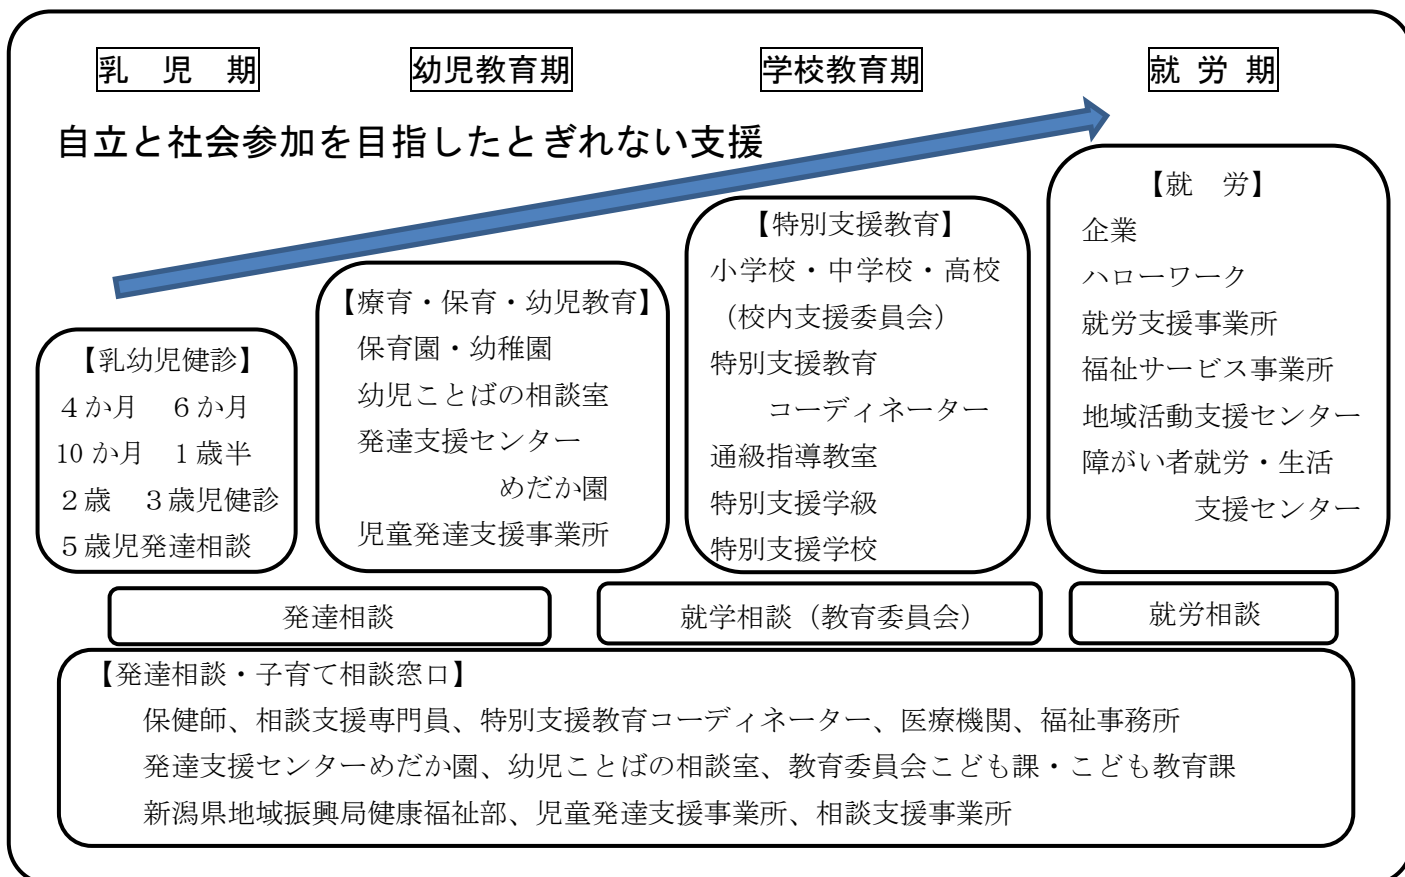 乳　児　期
幼児教育期
学校教育期
就 労 期
自立と社会参加を目指したとぎれない支援
【乳幼児健診】
４か月　６か月
10 か月　１歳半
２歳　３歳児健診
５歳児発達相談
【療育・保育・幼児教育】
保育園・幼稚園
幼児ことばの相談室
発達支援センター
めだか園
児童発達支援事業所
【特別支援教育】
小学校・中学校・高校
（校内支援委員会）
特別支援教育
コーディネーター
通級指導教室
特別支援学級
特別支援学校
【就　労】
企業
ハローワーク
就労支援事業所
福祉サービス事業所
地域活動支援センター
障がい者就労・生活
支援センター
発達相談
就学相談（教育委員会）
就労相談
【発達相談・子育て相談窓口】
保健師、相談支援専門員、特別支援教育コーディネーター、医療機関、福祉事務所
発達支援センターめだか園、幼児ことばの相談室、教育委員会こども課・こども教育課
新潟県地域振興局健康福祉部、児童発達支援事業所、相談支援事業所